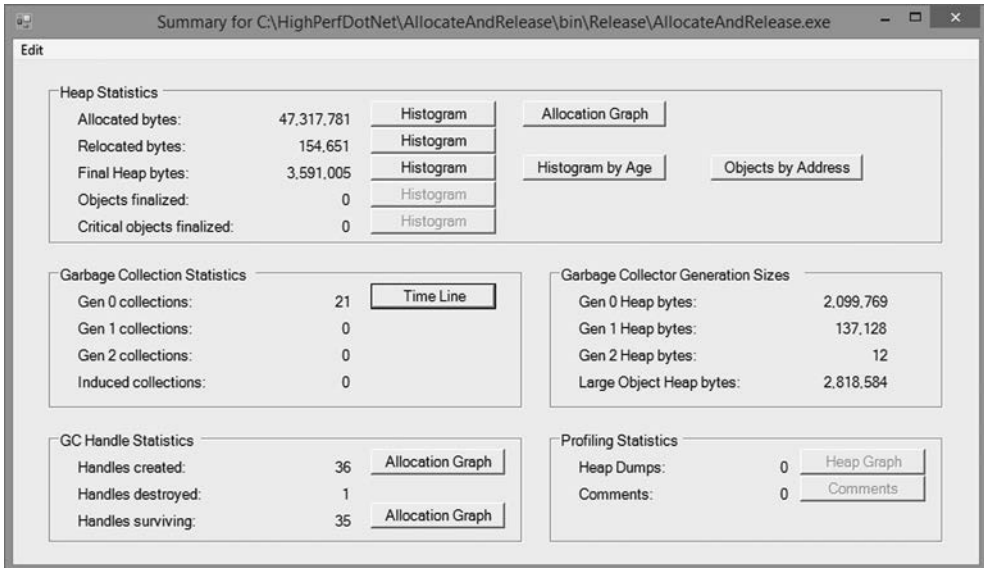 Summary for C:\HighPerfDotNet\AllocateAndRelease\bin\Release\AllocateAndRelease.exe
Edit
Heap Statistics
Allocated bytes: 47,317,781 Histogram Allocation Graph
Relocated bytes: 154,651 Histogram
Final Heap bytes: 3,591,005 Histogram Histogram by Age Objects by Address
Objects finalized: 0 Histogram
Critical objects finalized: 0 Histogram
Garbage Collection Statistics
Gen 0 collections: 21 Time Line
Gen 1 collections: 0
Gen 2 collections: 0
Induced collections: 0
Garbage Collector Generation Sizes
Gen 0 Heap bytes: 2,099,769
Gen 1 Heap bytes: 137,128
Gen 2 Heap bytes: 12
Large Object Heap bytes: 2,818,584
GC Handle Statistics
Handles created: 36 Allocation Graph
Handles destroyed: 1
Handles surviving: 35 Allocation Graph
Profiling Statistics
Heap Dumps: 0 Heap Graph
Comments: 0 Comments